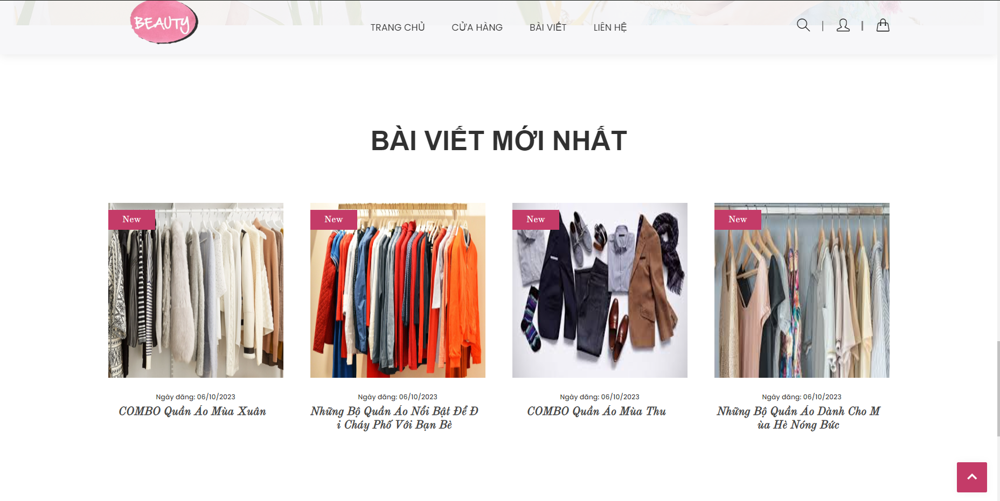 BEAUTY
TRANG CHỦ
CỬA HÀNG
BÀI VIẾT
LIÊN HỆ
BÀI VIẾT MỚI NHẤT
New
New
New
New
Ngày đăng: 06/10/2023
COMBO Quần Áo Mùa Xuân
Ngày đăng: 06/10/2023
Những Bộ Quần Áo Nổi Bật Để Đ
i Cháy Phố Với Bạn Bè
Ngày đăng: 06/10/2023
COMBO Quần Áo Mùa Thu
Ngày đăng: 06/10/2023
Những Bộ Quần Áo Dành Cho M
ùa Hè Nóng Bức